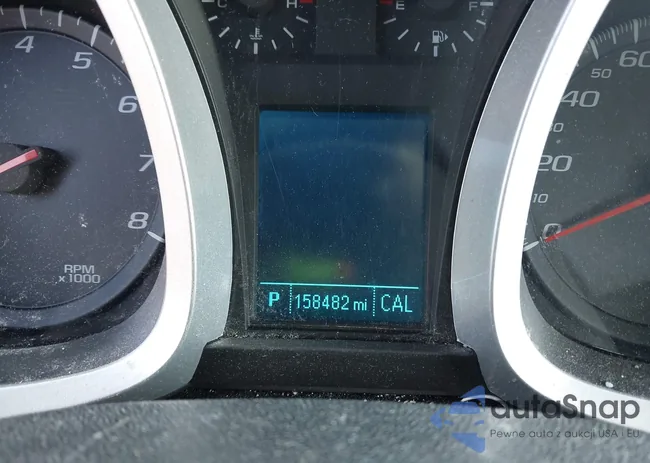 C H E F
4 5 6 7 8
RPM
x1000
60
50
40
20
10
0
P 158482 mi CAL
autoSnap
Pewne auta z aukcji USA i EU